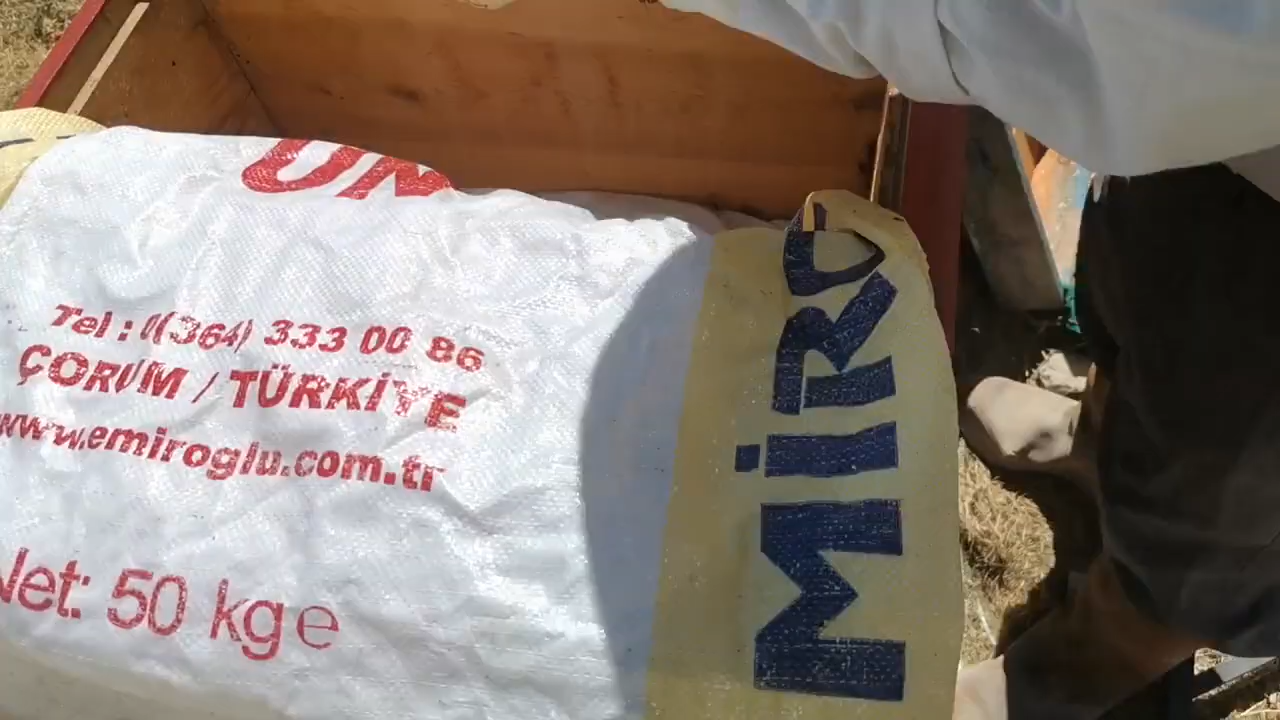 UN
Tel : 0(364) 333 00 86
ÇORUM / TÜRKİYE
www.emiroglu.com.tr
Net: 50 kg e
MİRO